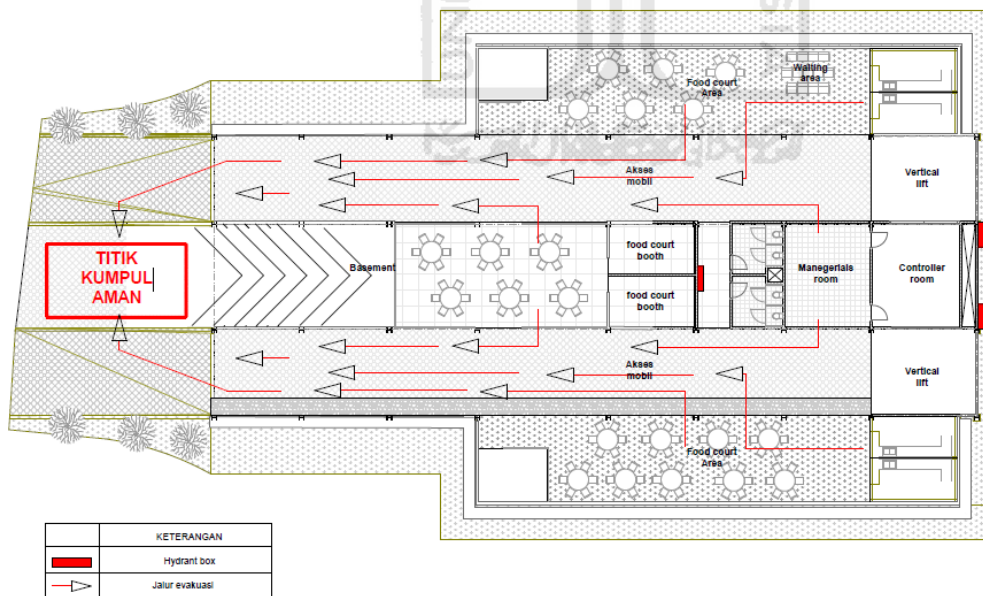 Food court
Area
Waiting
area
Akses
mobil
Vertical
lift
TITIK
KUMPUL
AMAN
Basement
food court
booth
food court
booth
Manegerials
room
Controller
room
Akses
mobil
Vertical
lift
Food court
Area
KETERANGAN
Hydrant box
Jalur evakuasi